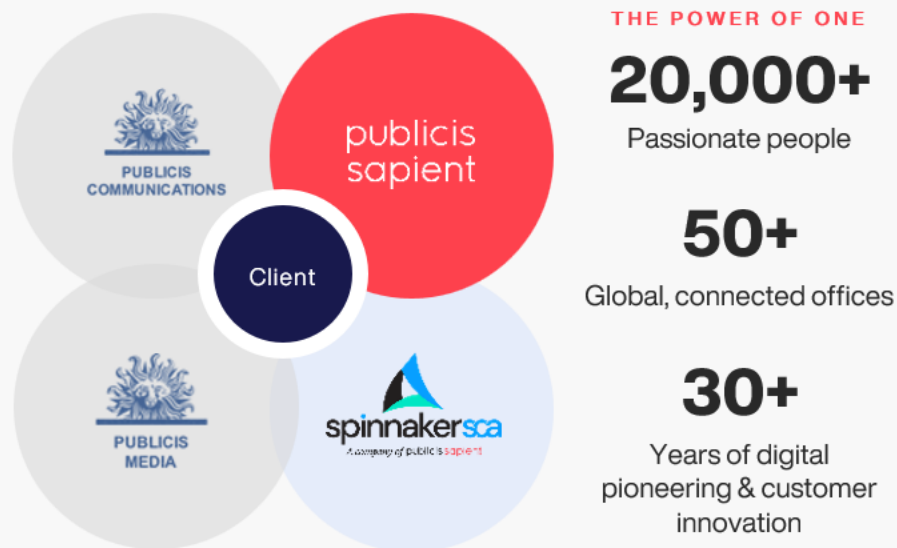 PUBLICIS
COMMUNICATIONS
publicis
sapient
Client
PUBLICIS
MEDIA
spinnakersca
A company of publicis sapient
THE POWER OF ONE
20,000+
Passionate people
50+
Global, connected offices
30+
Years of digital
pioneering & customer
innovation